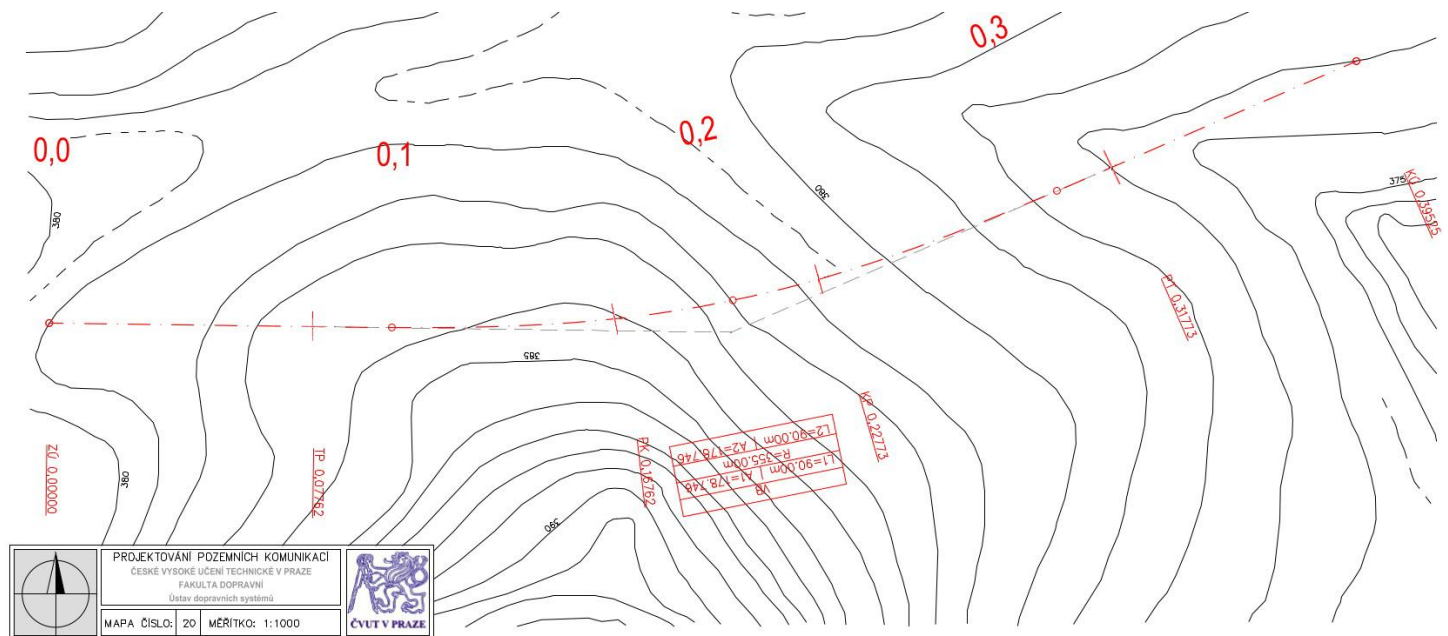 0,0
0,1
0,2
0,3
380
380
375
KÚ 0.39525
385
PT 0.31773
380
ZÚ 0.00000
TP 0.07762
390
PK 0.16762
KP 0.22773
VB
L1=90.00m | A1=178.746
R=355.00m
L2=90.00m | A2=178.746
PROJEKTOVÁNÍ POZEMNÍCH KOMUNIKACÍ
ČESKÉ VYSOKÉ UČENÍ TECHNICKÉ V PRAZE
FAKULTA DOPRAVNÍ
Ústav dopravních systémů
MAPA ČÍSLO: 20 MĚŘÍTKO: 1:1000
ČVUT V PRAZE